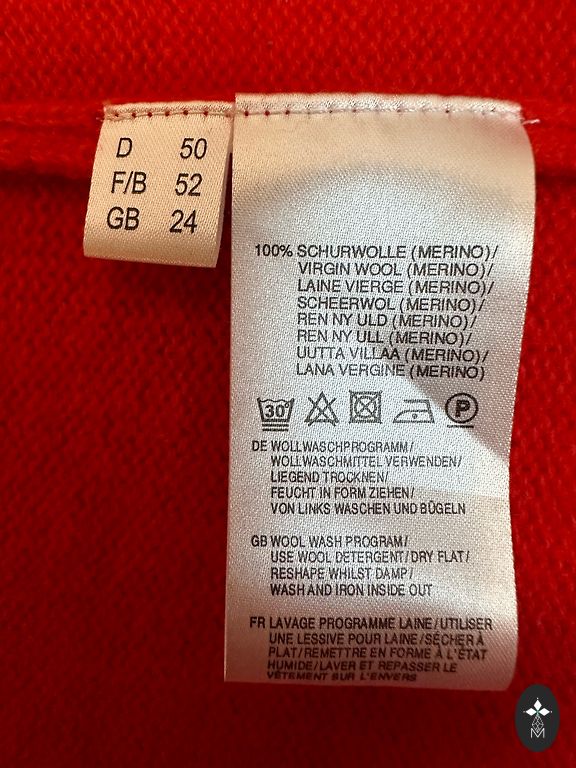 D 50
F/B 52
GB 24
100% SCHURWOLLE (MERINO)/
VIRGIN WOOL (MERINO)/
LAINE VIERGE (MERINO)/
SCHEERWOL (MERINO)/
REN NY ULD (MERINO)/
REN NY ULL (MERINO)/
UUTTA VILLAA (MERINO)/
LANA VERGINE (MERINO)
30° P
DE WOLLWASCHPROGRAMM/
WOLLWASCHMITTEL VERWENDEN/
LIEGEND TROCKNEN/
FEUCHT IN FORM ZIEHEN/
VON LINKS WASCHEN UND BÜGELN
GB WOOL WASH PROGRAM/
USE WOOL DETERGENT/DRY FLAT/
RESHAPE WHILST DAMP/
WASH AND IRON INSIDE OUT
FR LAVAGE PROGRAMME LAINE/UTILISER
UNE LESSIVE POUR LAINE/SÉCHER À
PLAT/REMETTRE EN FORME À L'ÉTAT
HUMIDE/LAVER ET REPASSER LE
VÊTEMENT SUR L'ENVERS
M